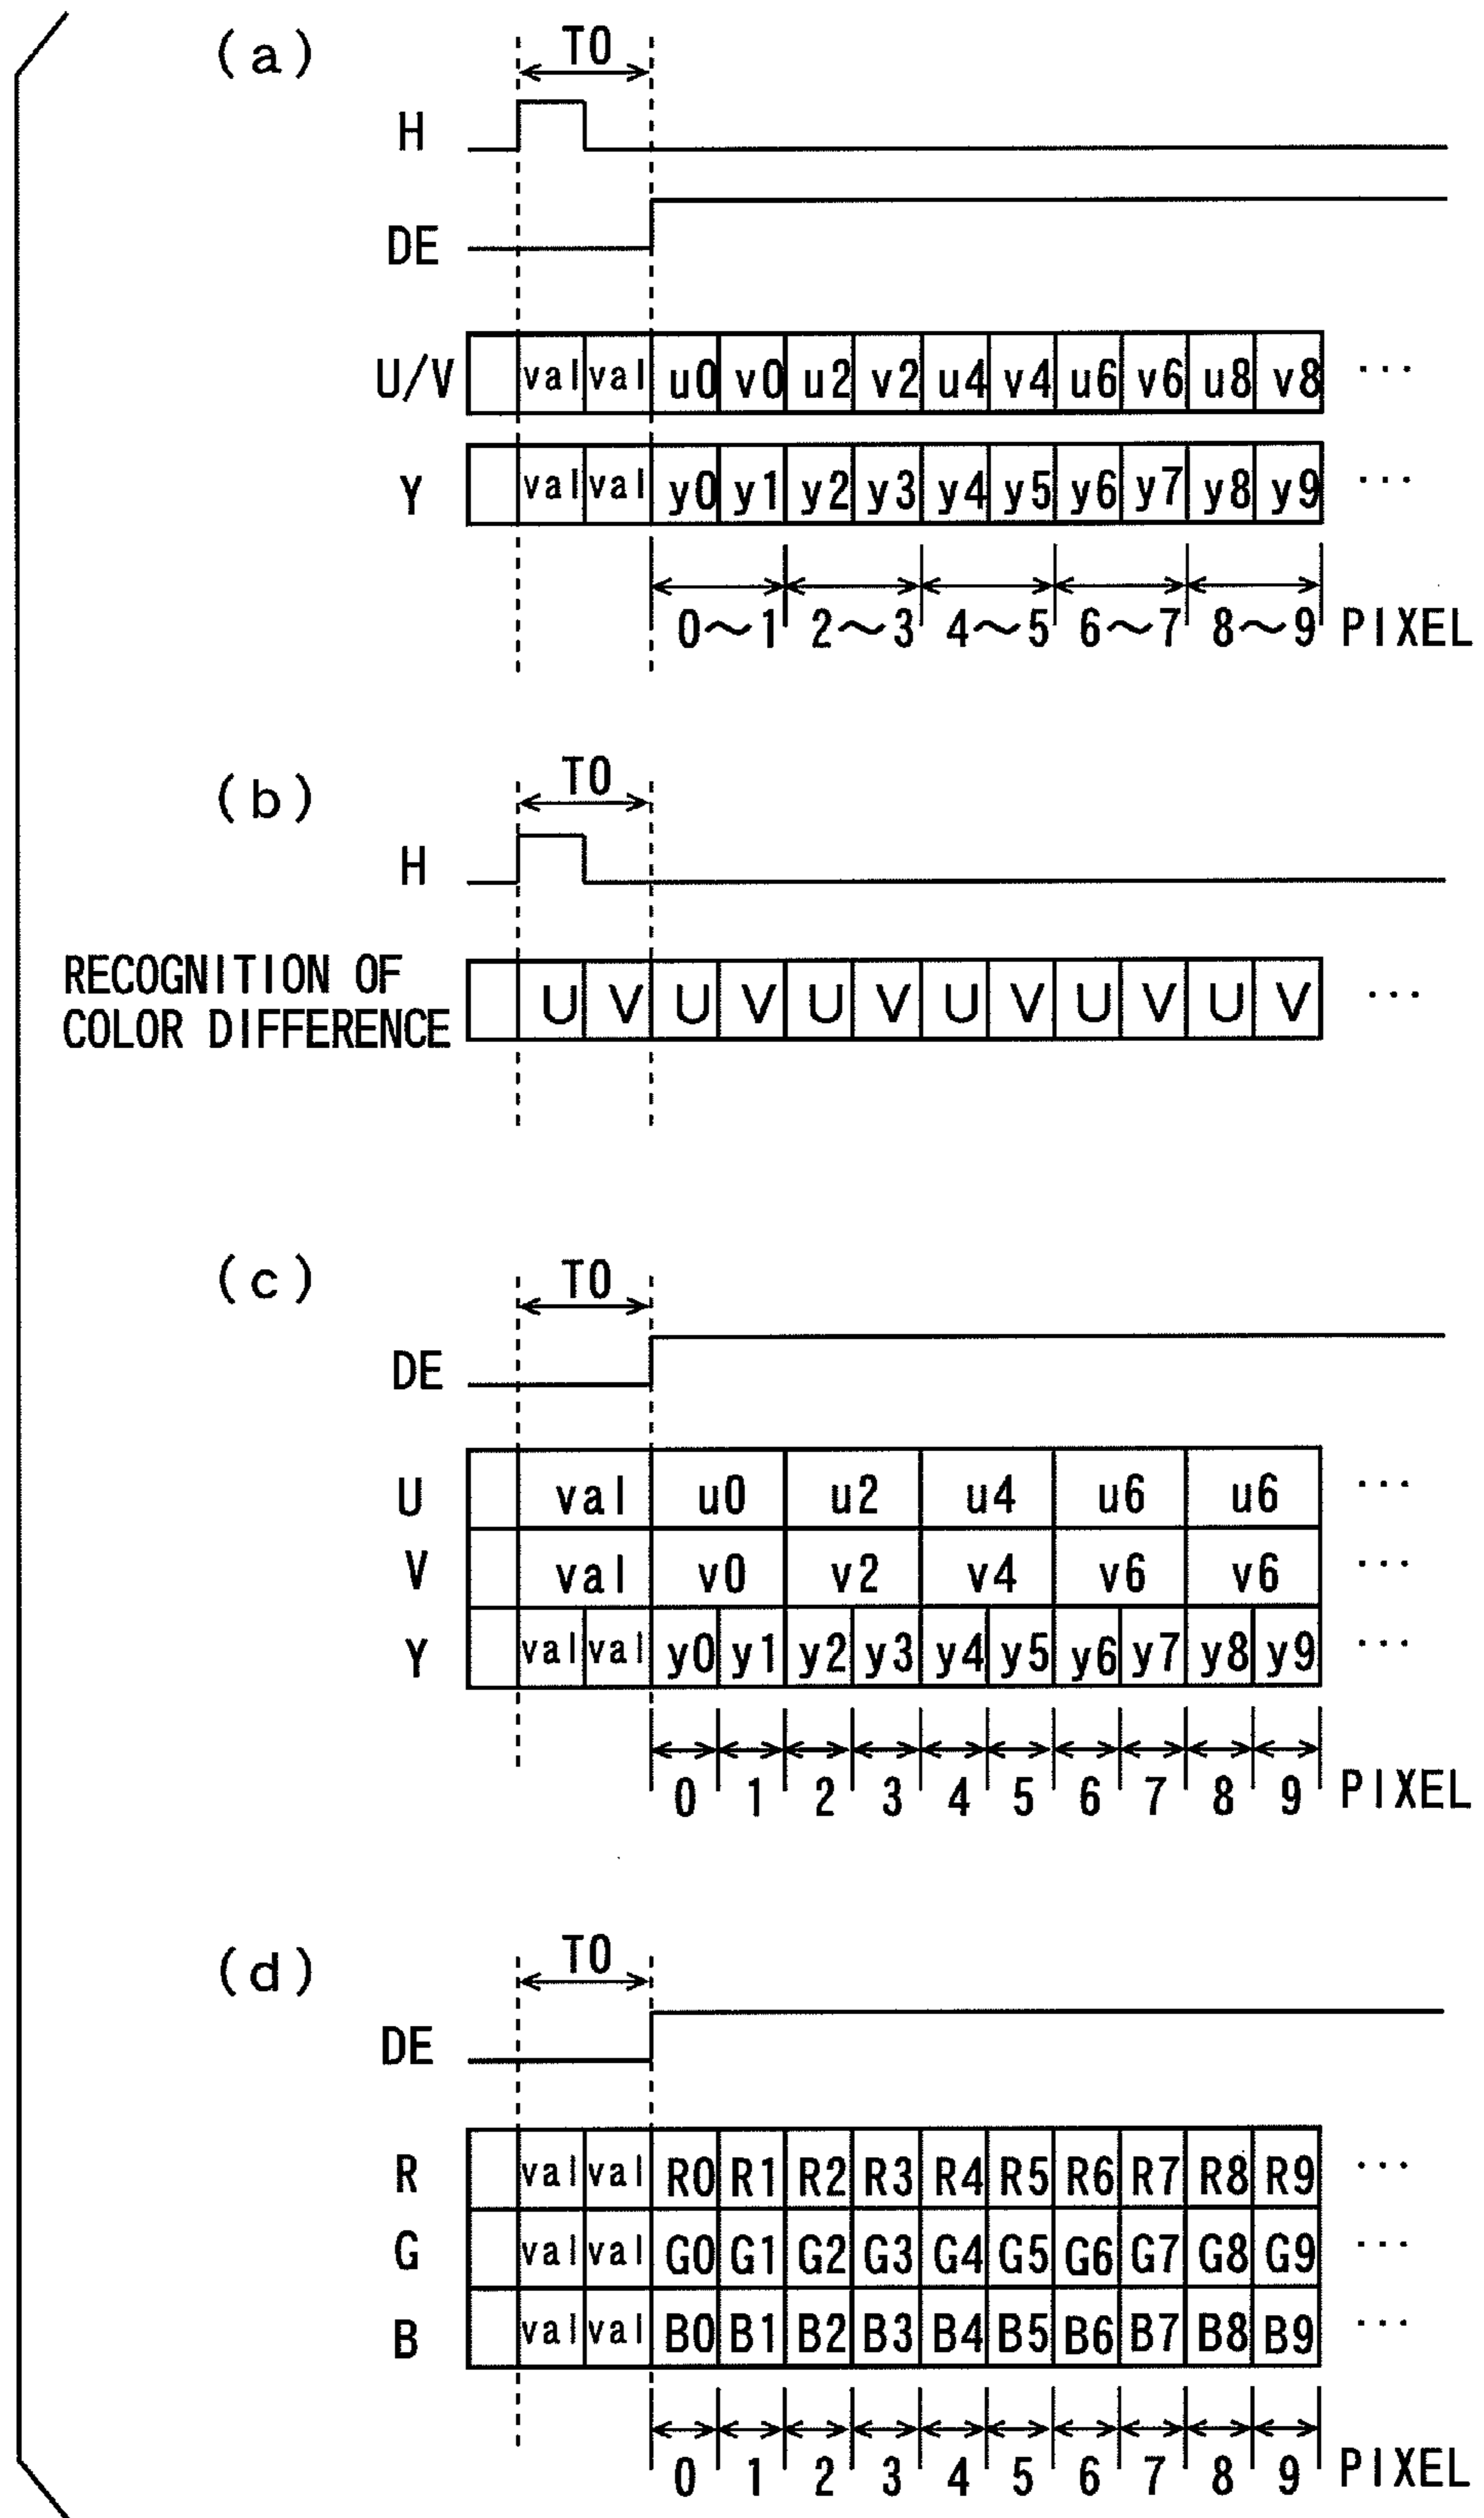 (a)
T0
H
DE
U/V val val u0 v0 u2 v2 u4 v4 u6 v6 u8 v8 ...
Y val val y0 y1 y2 y3 y4 y5 y6 y7 y8 y9 ...
0～1 2～3 4～5 6～7 8～9 PIXEL
(b)
T0
H
RECOGNITION OF
COLOR DIFFERENCE U V U V U V U V U V U V ...
(c)
T0
DE
U val u0 u2 u4 u6 u6 ...
V val v0 v2 v4 v6 v6 ...
Y val val y0 y1 y2 y3 y4 y5 y6 y7 y8 y9 ...
0 1 2 3 4 5 6 7 8 9 PIXEL
(d)
T0
DE
R val val R0 R1 R2 R3 R4 R5 R6 R7 R8 R9 ...
G val val G0 G1 G2 G3 G4 G5 G6 G7 G8 G9 ...
B val val B0 B1 B2 B3 B4 B5 B6 B7 B8 B9 ...
0 1 2 3 4 5 6 7 8 9 PIXEL